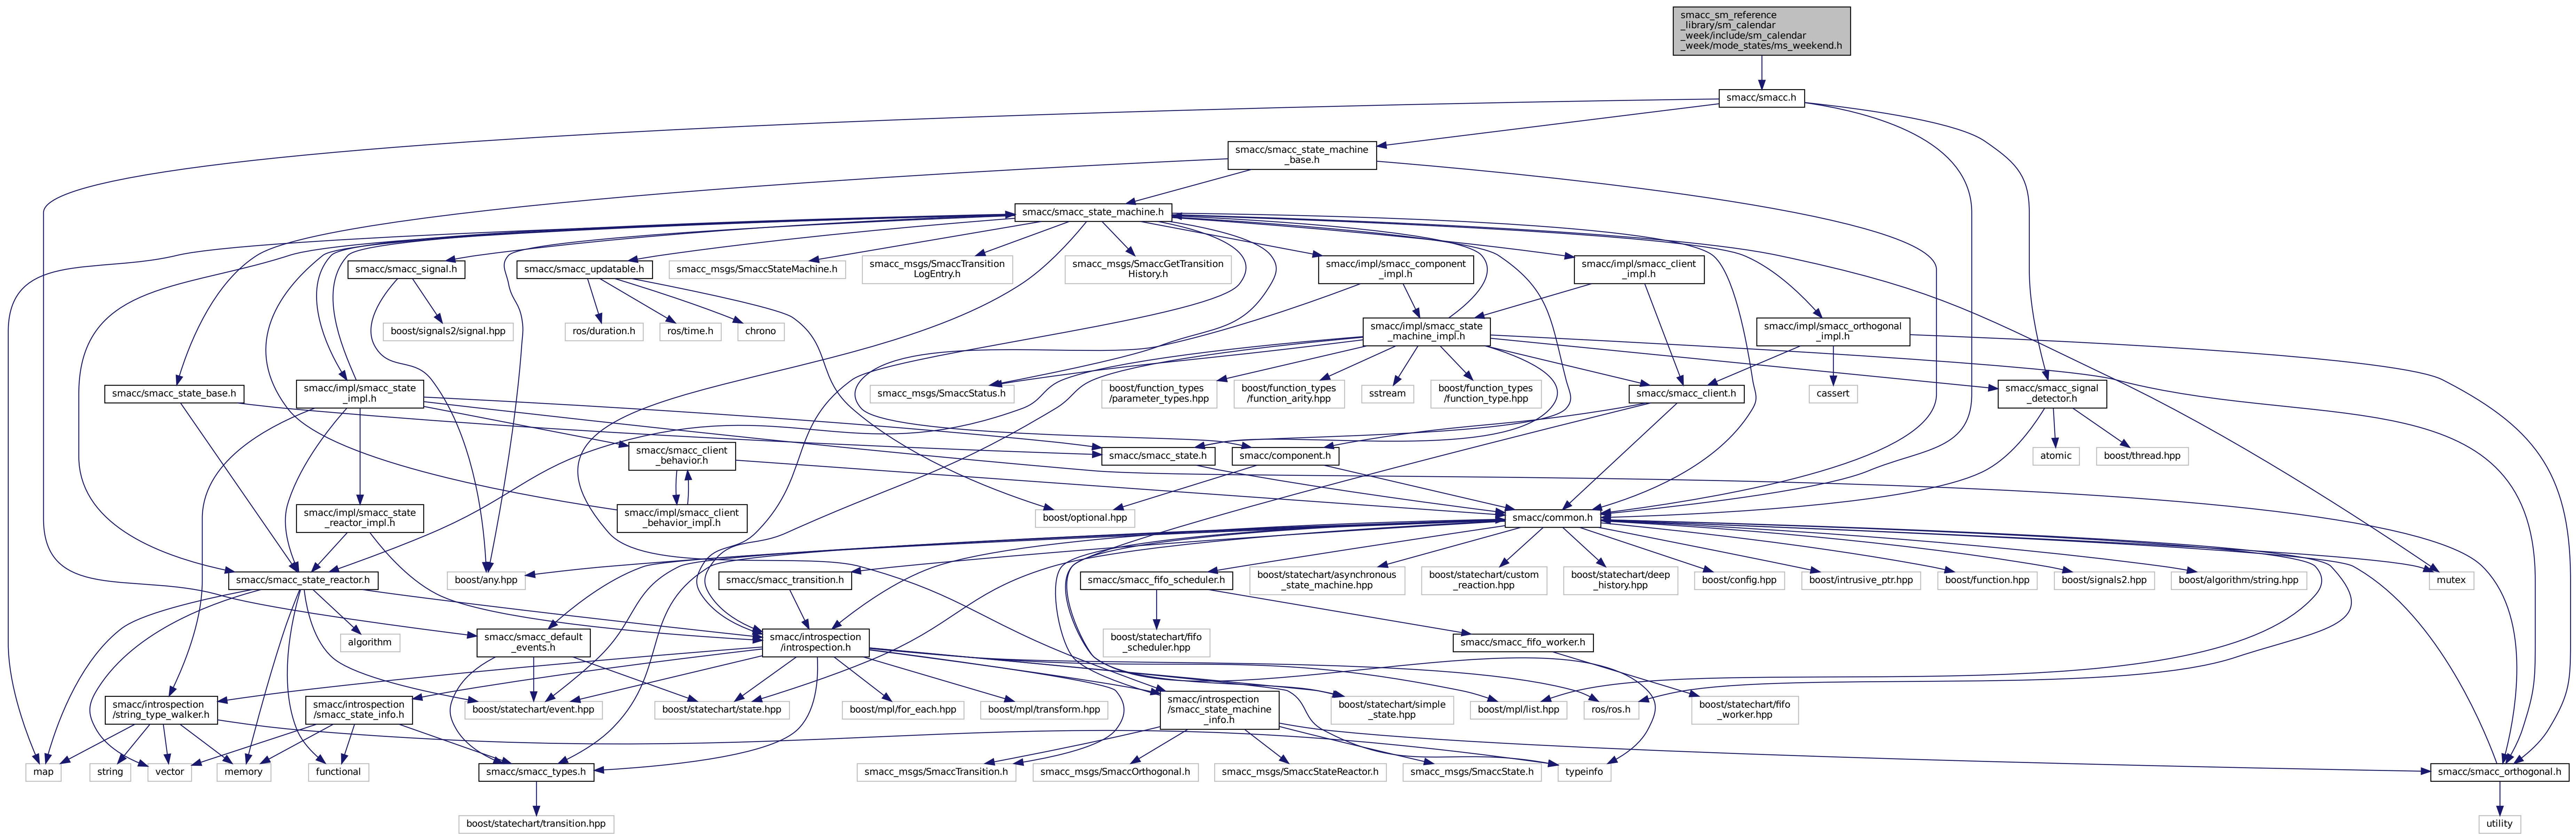 smacc_sm_reference
_library/sm_calendar
_week/include/sm_calendar
_week/mode_states/ms_weekend.h
smacc/smacc.h
smacc/smacc_state_machine
_base.h
smacc/smacc_state_machine.h
smacc/smacc_signal.h
smacc/smacc_updatable.h
smacc_msgs/SmaccStateMachine.h
smacc_msgs/SmaccTransition
LogEntry.h
smacc_msgs/SmaccGetTransition
History.h
smacc/impl/smacc_component
_impl.h
smacc/impl/smacc_client
_impl.h
boost/signals2/signal.hpp
ros/duration.h
ros/time.h
chrono
smacc/impl/smacc_state
_machine_impl.h
smacc/impl/smacc_orthogonal
_impl.h
smacc/smacc_state_base.h
smacc/impl/smacc_state
_impl.h
smacc_msgs/SmaccStatus.h
boost/function_types
/parameter_types.hpp
boost/function_types
/function_arity.hpp
sstream
boost/function_types
/function_type.hpp
smacc/smacc_client.h
cassert
smacc/smacc_signal
_detector.h
smacc/smacc_client
_behavior.h
smacc/smacc_state.h
smacc/component.h
atomic
boost/thread.hpp
smacc/impl/smacc_state
_reactor_impl.h
smacc/impl/smacc_client
_behavior_impl.h
boost/optional.hpp
smacc/common.h
smacc/smacc_state_reactor.h
boost/any.hpp
smacc/smacc_transition.h
smacc/smacc_fifo_scheduler.h
boost/statechart/asynchronous
_state_machine.hpp
boost/statechart/custom
_reaction.hpp
boost/statechart/deep
_history.hpp
boost/config.hpp
boost/intrusive_ptr.hpp
boost/function.hpp
boost/signals2.hpp
boost/algorithm/string.hpp
mutex
algorithm
smacc/smacc_default
_events.h
smacc/introspection
/introspection.h
boost/statechart/fifo
_scheduler.hpp
smacc/smacc_fifo_worker.h
smacc/introspection
/string_type_walker.h
smacc/introspection
/smacc_state_info.h
boost/statechart/event.hpp
boost/statechart/state.hpp
boost/mpl/for_each.hpp
boost/mpl/transform.hpp
smacc/introspection
/smacc_state_machine
_info.h
boost/statechart/simple
_state.hpp
boost/mpl/list.hpp
ros/ros.h
boost/statechart/fifo
_worker.hpp
map
string
vector
memory
functional
smacc/smacc_types.h
smacc_msgs/SmaccTransition.h
smacc_msgs/SmaccOrthogonal.h
smacc_msgs/SmaccStateReactor.h
smacc_msgs/SmaccState.h
typeinfo
smacc/smacc_orthogonal.h
boost/statechart/transition.hpp
utility